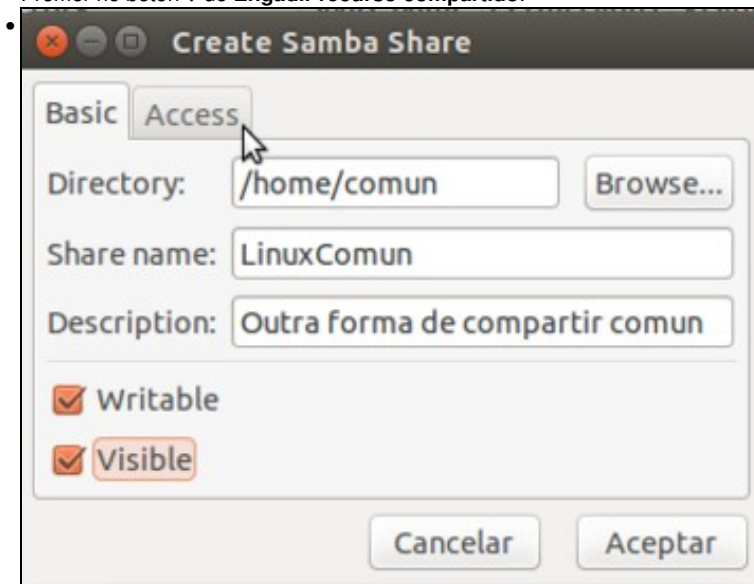 Create Samba Share
Basic Access
Directory: /home/comun Browse...
Share name: LinuxComun
Description: Outra forma de compartir comun
Writable
Visible
Cancelar Aceptar